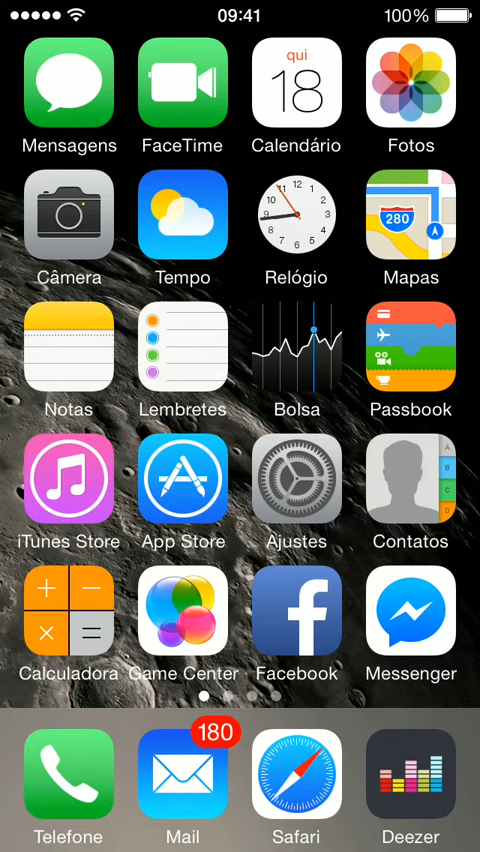 09:41 100%
qui
18
280
A
B
C
D
Mensagens FaceTime Calendário Fotos
Câmera Tempo Relógio Mapas
Notas Lembretes Bolsa Passbook
iTunes Store App Store Ajustes Contatos
Calculadora Game Center Facebook Messenger
180
Telefone Mail Safari Deezer